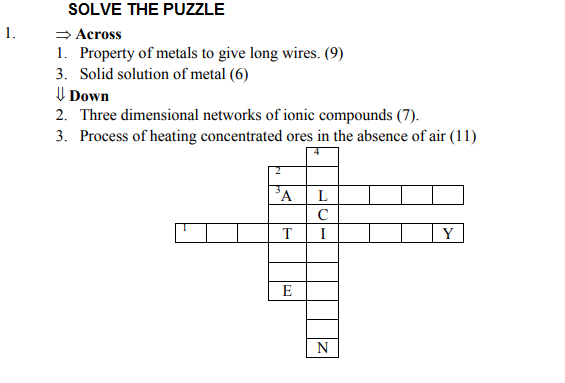 SOLVE THE PUZZLE
1. ⇒ Across
1. Property of metals to give long wires. (9)
3. Solid solution of metal (6)
⇓ Down
2. Three dimensional networks of ionic compounds (7).
3. Process of heating concentrated ores in the absence of air (11)
4
2
3 A L
C
1 T I Y
E
N